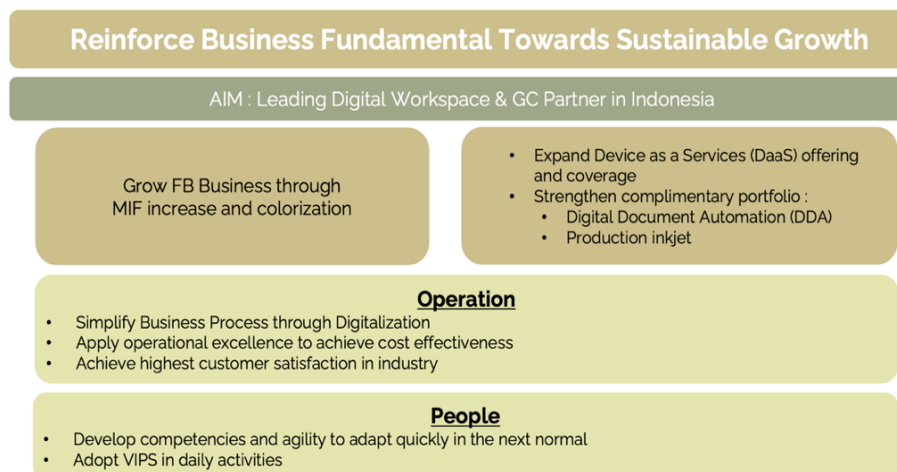 Reinforce Business Fundamental Towards Sustainable Growth
AIM : Leading Digital Workspace & GC Partner in Indonesia
Grow FB Business through
MIF increase and colorization
• Expand Device as a Services (DaaS) offering
and coverage
• Strengthen complimentary portfolio :
• Digital Document Automation (DDA)
• Production inkjet
Operation
• Simplify Business Process through Digitalization
• Apply operational excellence to achieve cost effectiveness
• Achieve highest customer satisfaction in industry
People
• Develop competencies and agility to adapt quickly in the next normal
• Adopt VIPS in daily activities